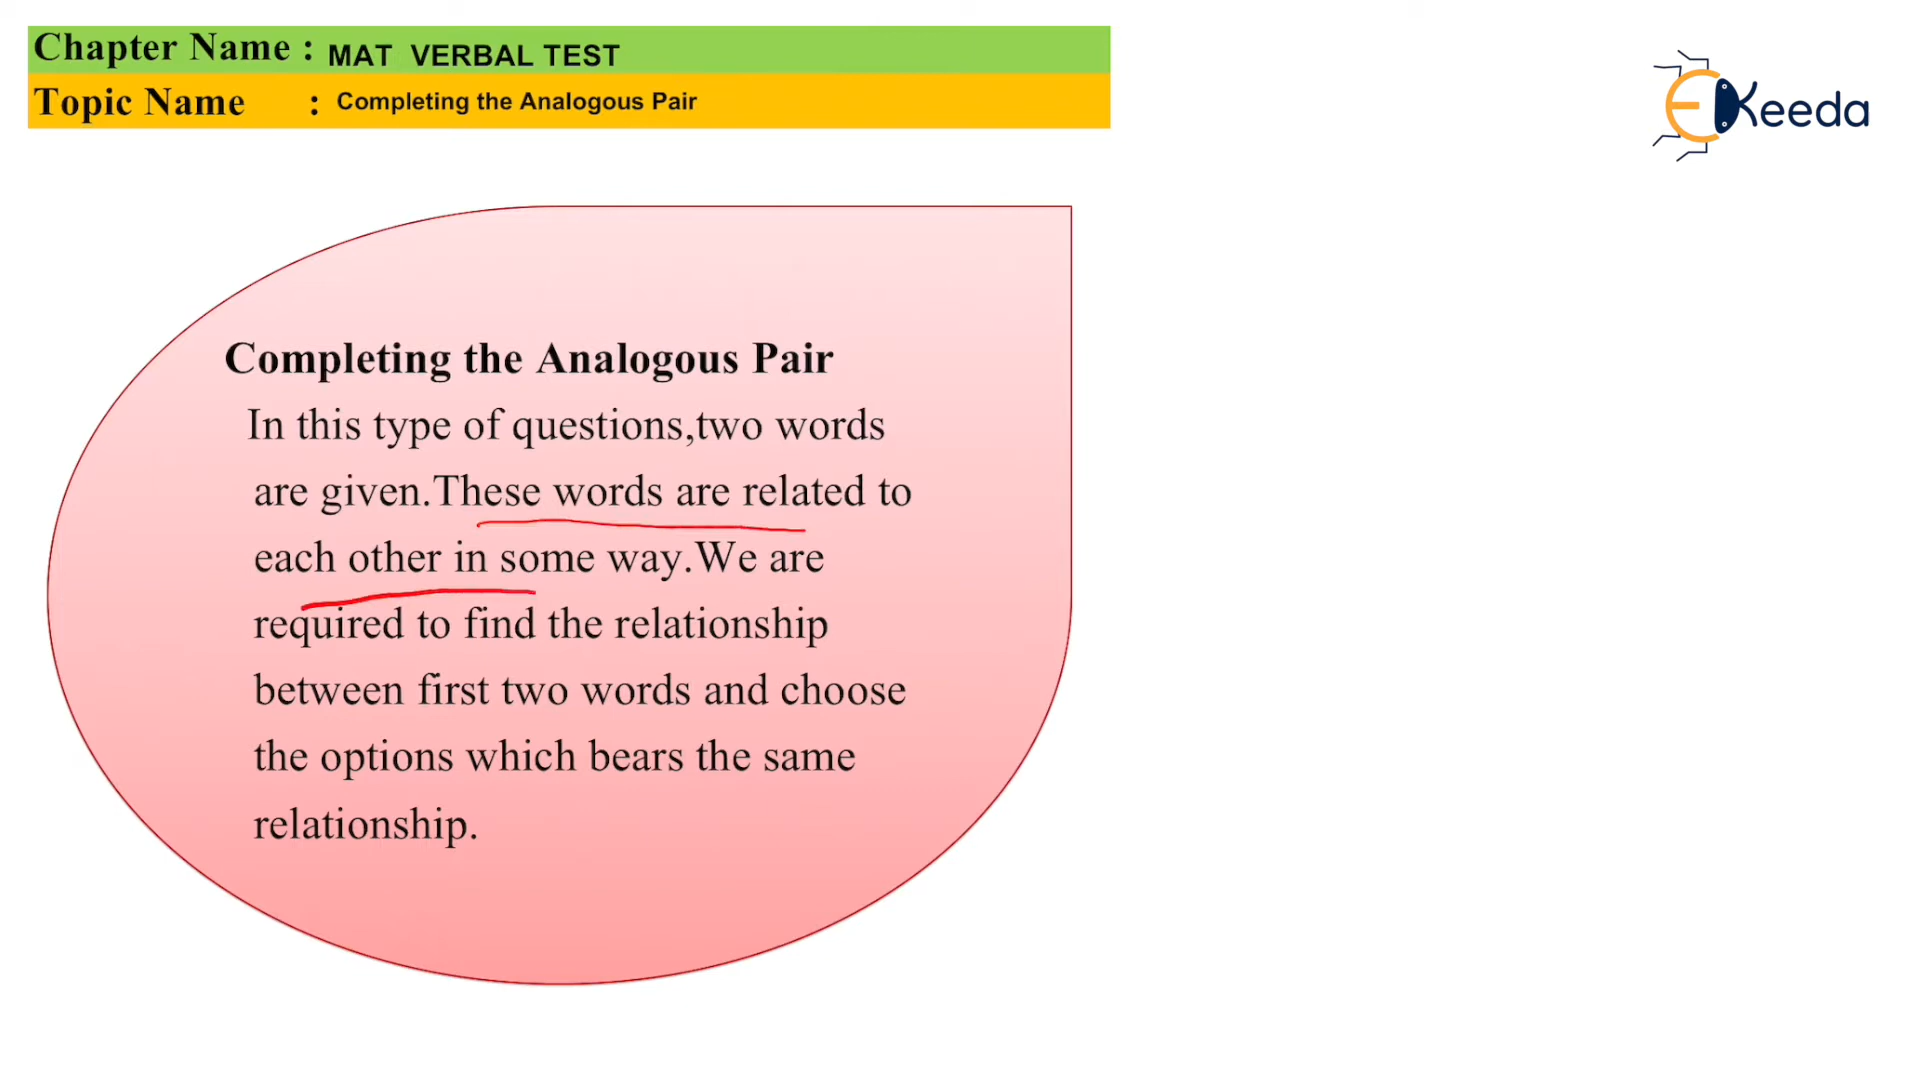 Chapter Name : MAT VERBAL TEST
Topic Name : Completing the Analogous Pair
EKeeda
Completing the Analogous Pair
In this type of questions,two words
are given.These words are related to
each other in some way.We are
required to find the relationship
between first two words and choose
the options which bears the same
relationship.